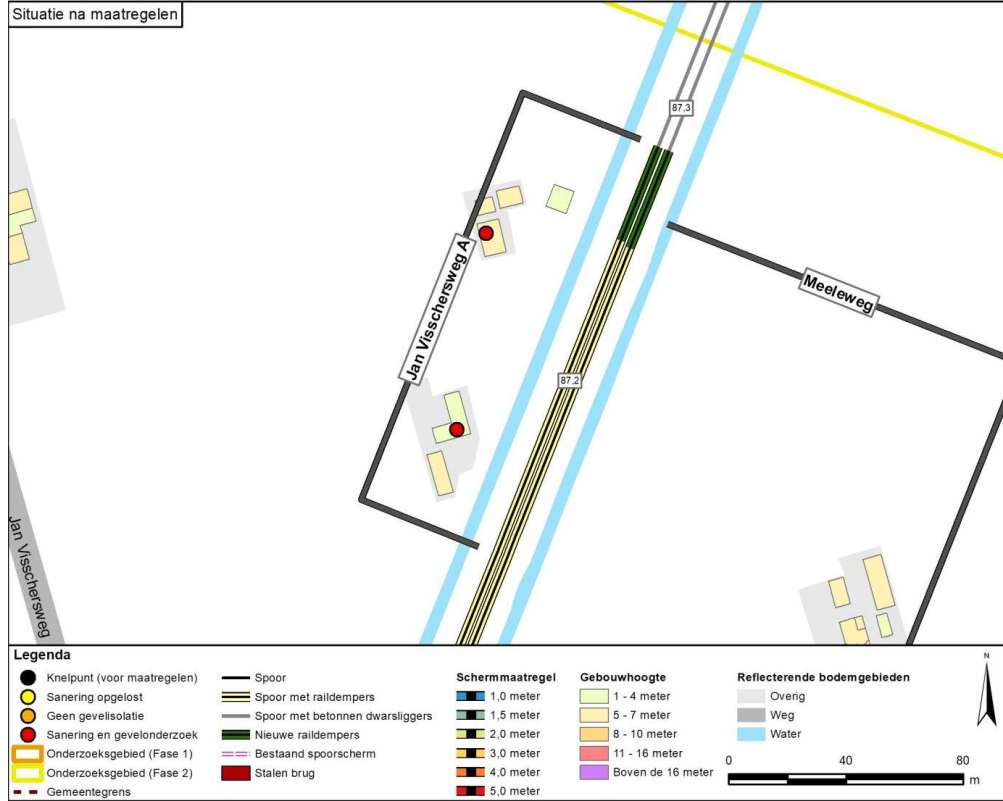 Situatie na maatregelen
87,3
Jan Visschersweg A
Meeleweg
87,2
Jan Visschersweg
Legenda
Knelpunt (voor maatregelen)
Sanering opgelost
Geen gevelisolatie
Sanering en gevelonderzoek
Onderzoeksgebied (Fase 1)
Onderzoeksgebied (Fase 2)
Gemeentegrens
Spoor
Spoor met raildempers
Spoor met betonnen dwarsliggers
Nieuwe raildempers
Bestaand spoorscherm
Stalen brug
Schermmaatregel
1,0 meter
1,5 meter
2,0 meter
3,0 meter
4,0 meter
5,0 meter
Gebouwhoogte
1 - 4 meter
5 - 7 meter
8 - 10 meter
11 - 16 meter
Boven de 16 meter
Reflecterende bodemgebieden
Overig
Weg
Water
N
0 40 80
m